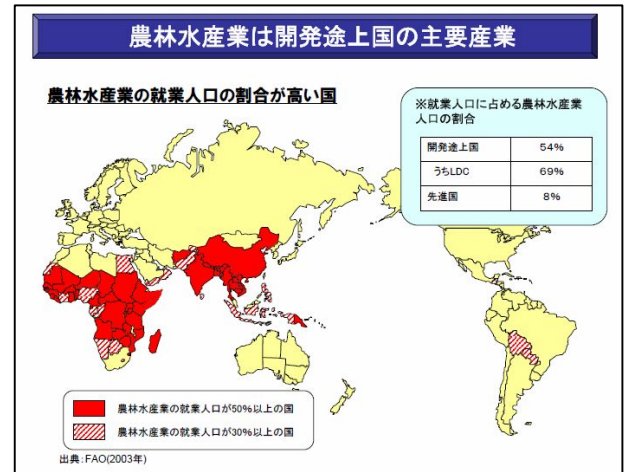 農林水産業は開発途上国の主要産業
農林水産業の就業人口の割合が高い国
※就業人口に占める農林水産業
人口の割合
開発途上国 54%
うちLDC 69%
先進国 8%
農林水産業の就業人口が50%以上の国
農林水産業の就業人口が30%以上の国
出典:FAO(2003年)